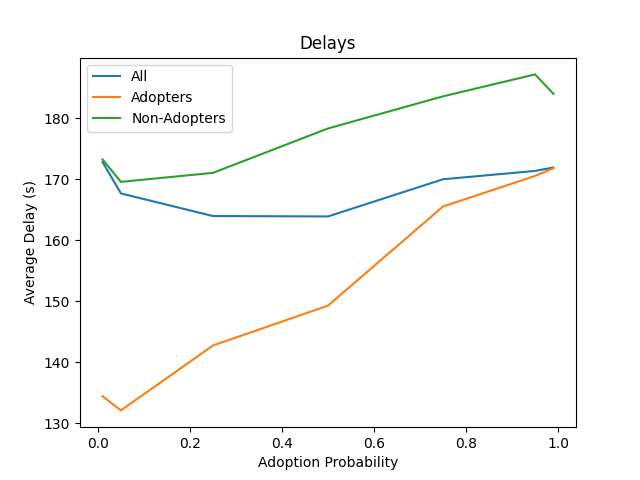 Delays
All
Adopters
Non-Adopters
180
170
160
150
140
130
Average Delay (s)
0.0 0.2 0.4 0.6 0.8 1.0
Adoption Probability